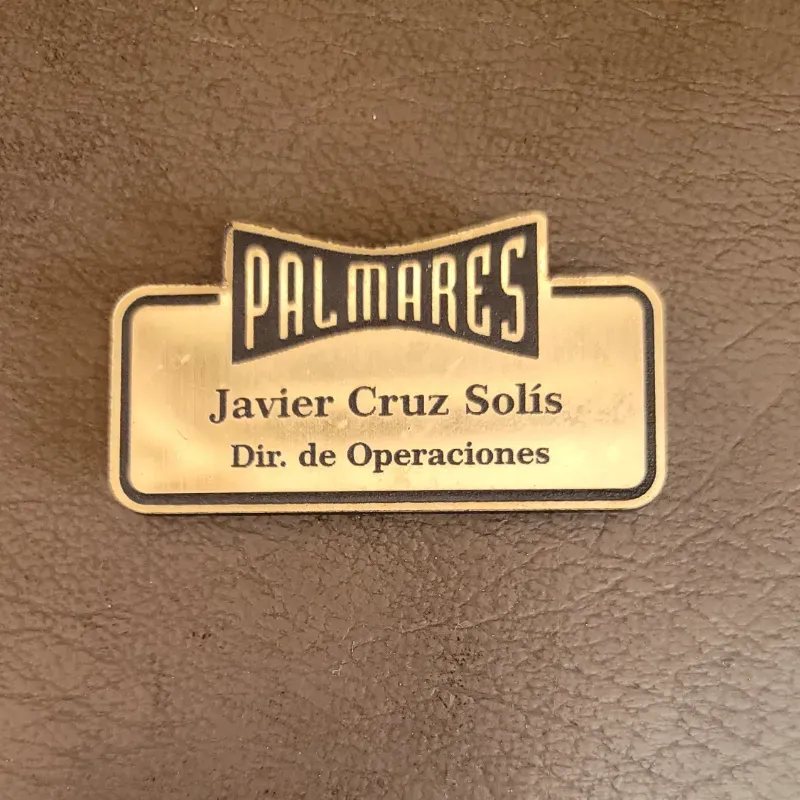 PALMARES
Javier Cruz Solís
Dir. de Operaciones